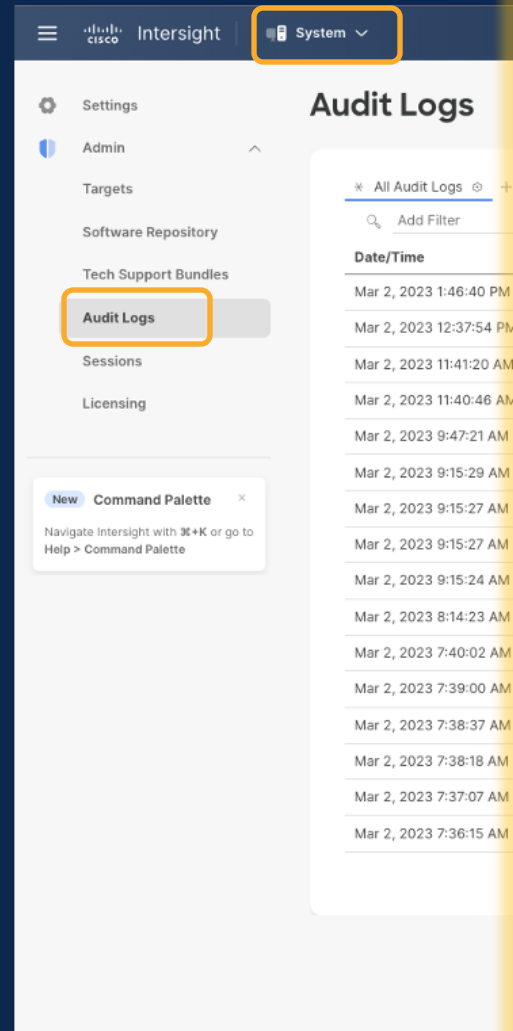 cisco Intersight System
Settings
Admin
Targets
Software Repository
Tech Support Bundles
Audit Logs
Sessions
Licensing
New Command Palette ×
Navigate Intersight with ⌘+K or go to
Help > Command Palette
Audit Logs
All Audit Logs +
Add Filter
Date/Time
Mar 2, 2023 1:46:40 PM
Mar 2, 2023 12:37:54 PM
Mar 2, 2023 11:41:20 AM
Mar 2, 2023 11:40:46 AM
Mar 2, 2023 9:47:21 AM
Mar 2, 2023 9:15:29 AM
Mar 2, 2023 9:15:27 AM
Mar 2, 2023 9:15:27 AM
Mar 2, 2023 9:15:24 AM
Mar 2, 2023 8:14:23 AM
Mar 2, 2023 7:40:02 AM
Mar 2, 2023 7:39:00 AM
Mar 2, 2023 7:38:37 AM
Mar 2, 2023 7:38:18 AM
Mar 2, 2023 7:37:07 AM
Mar 2, 2023 7:36:15 AM